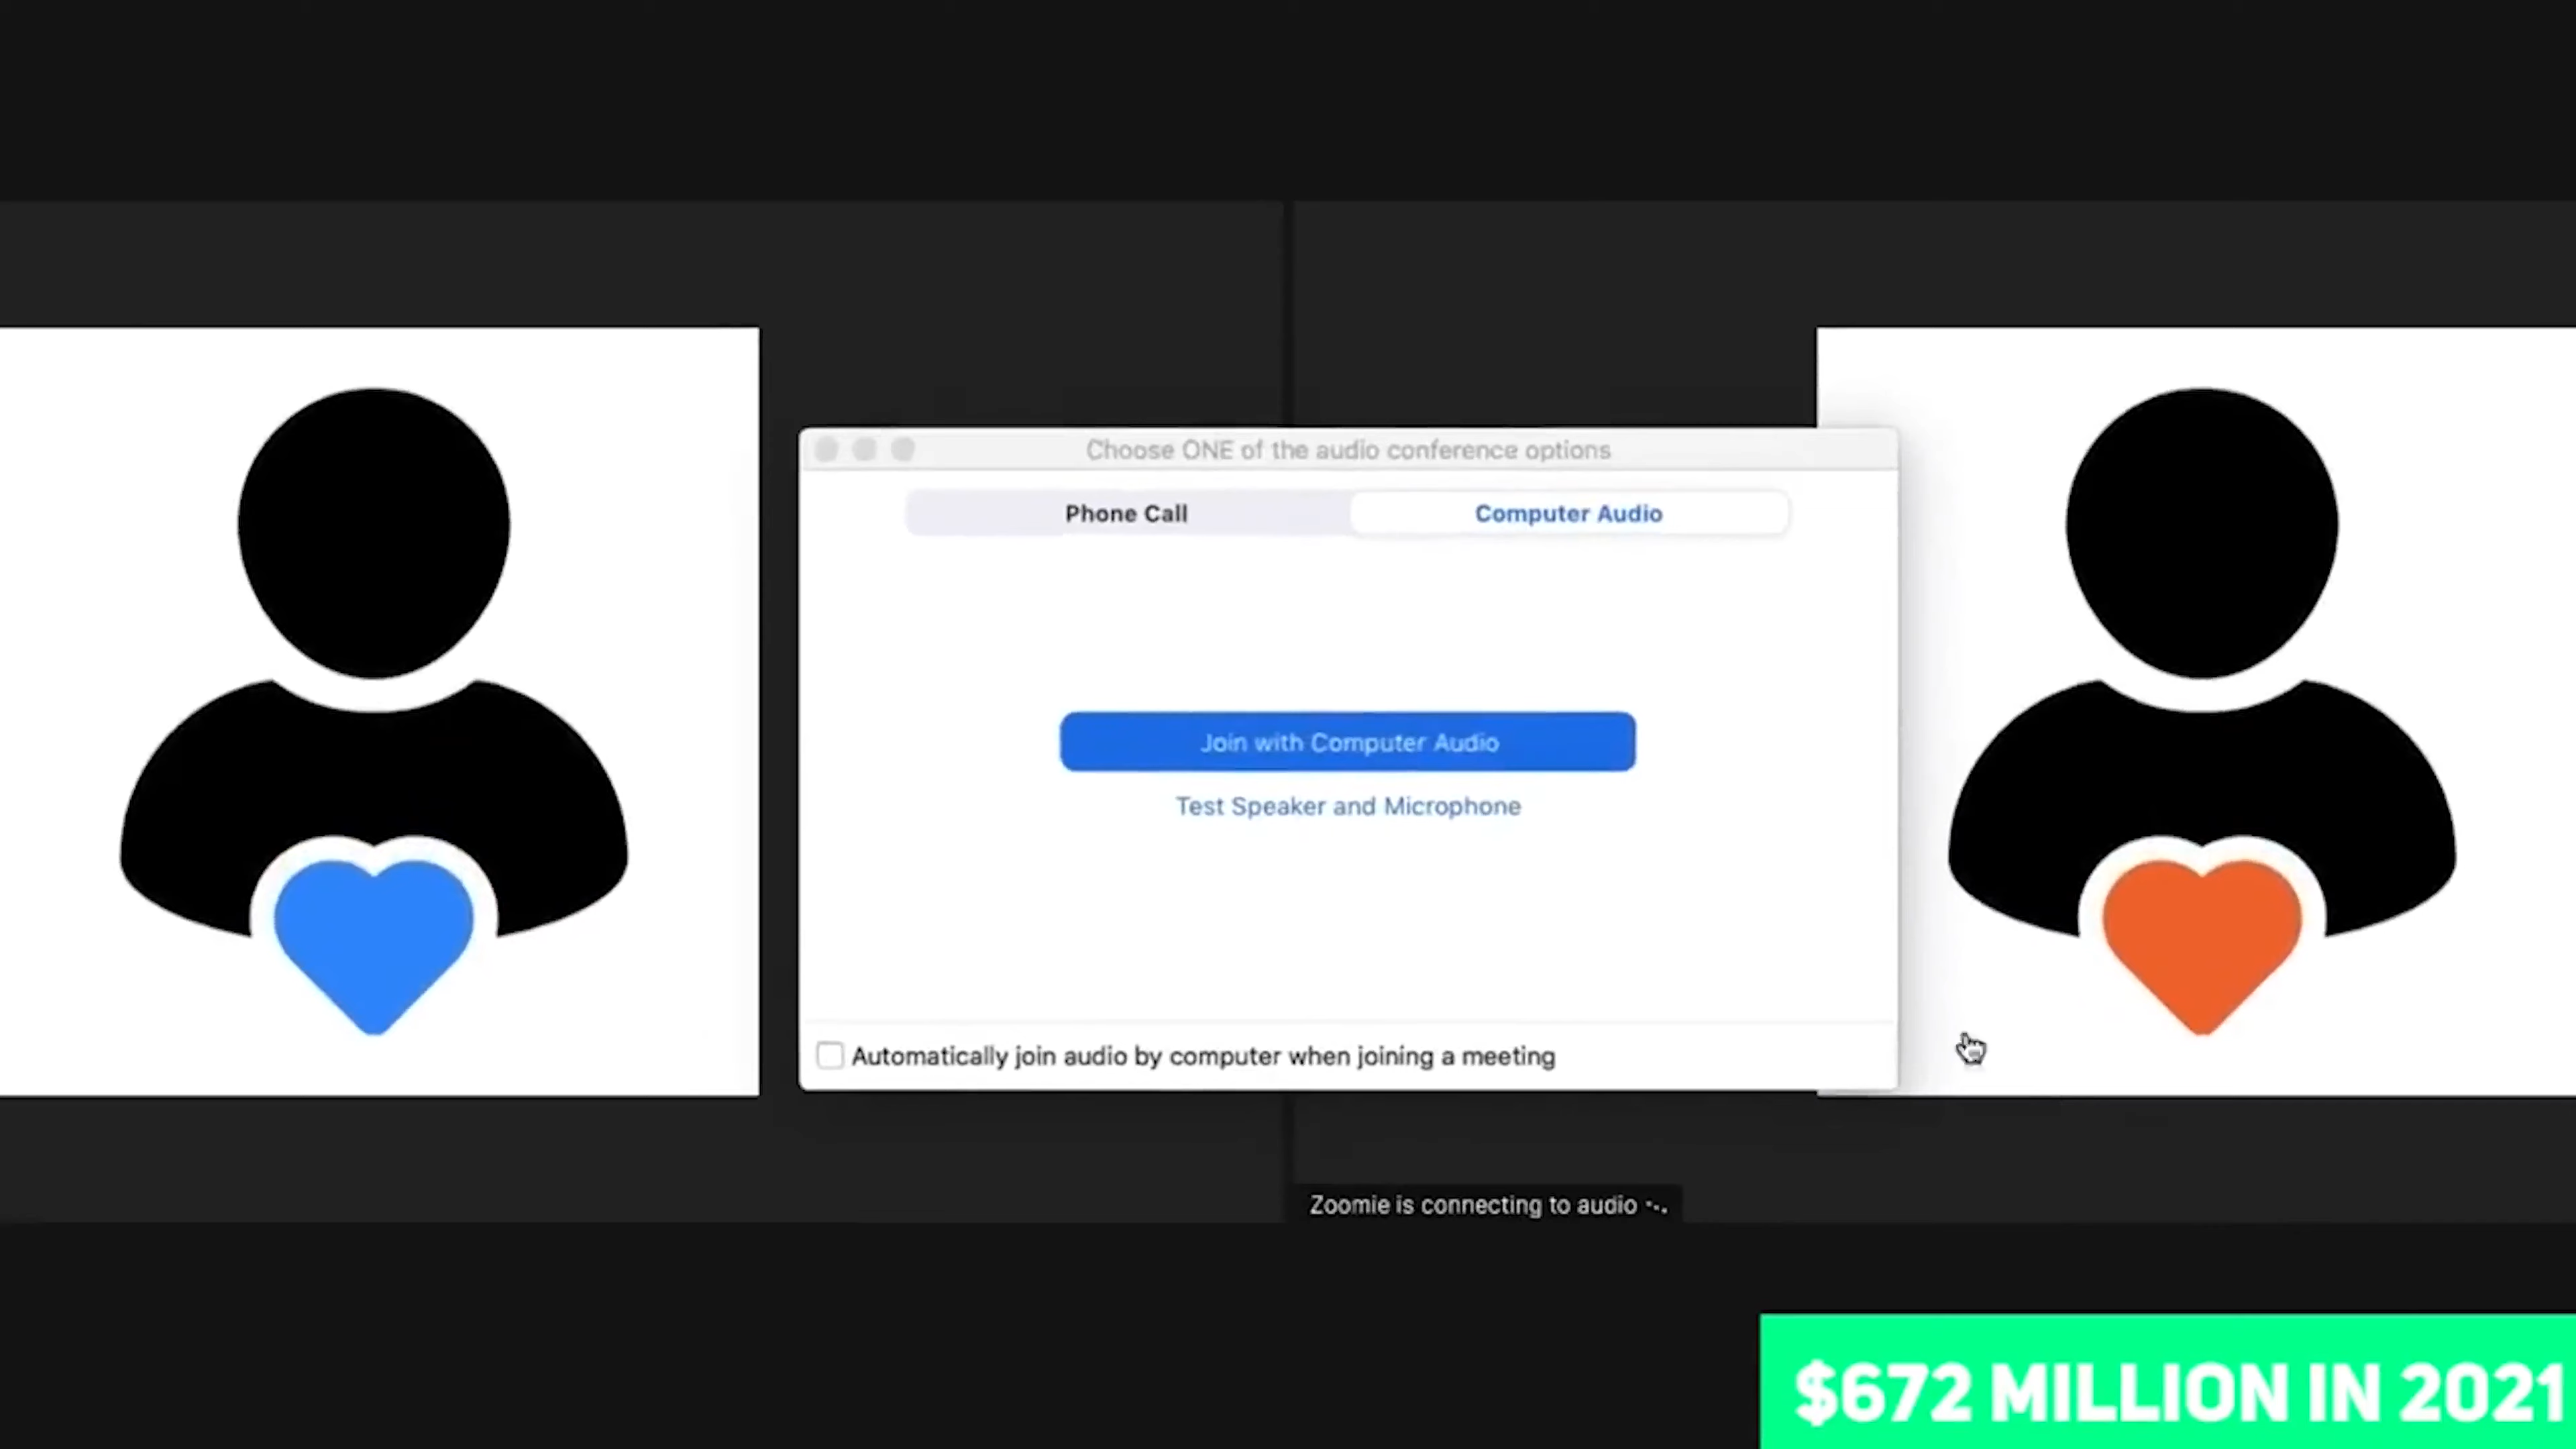 Choose ONE of the audio conference options
Phone Call
Computer Audio
Join with Computer Audio
Test Speaker and Microphone
Automatically join audio by computer when joining a meeting
Zoomie is connecting to audio
$672 MILLION IN 2021